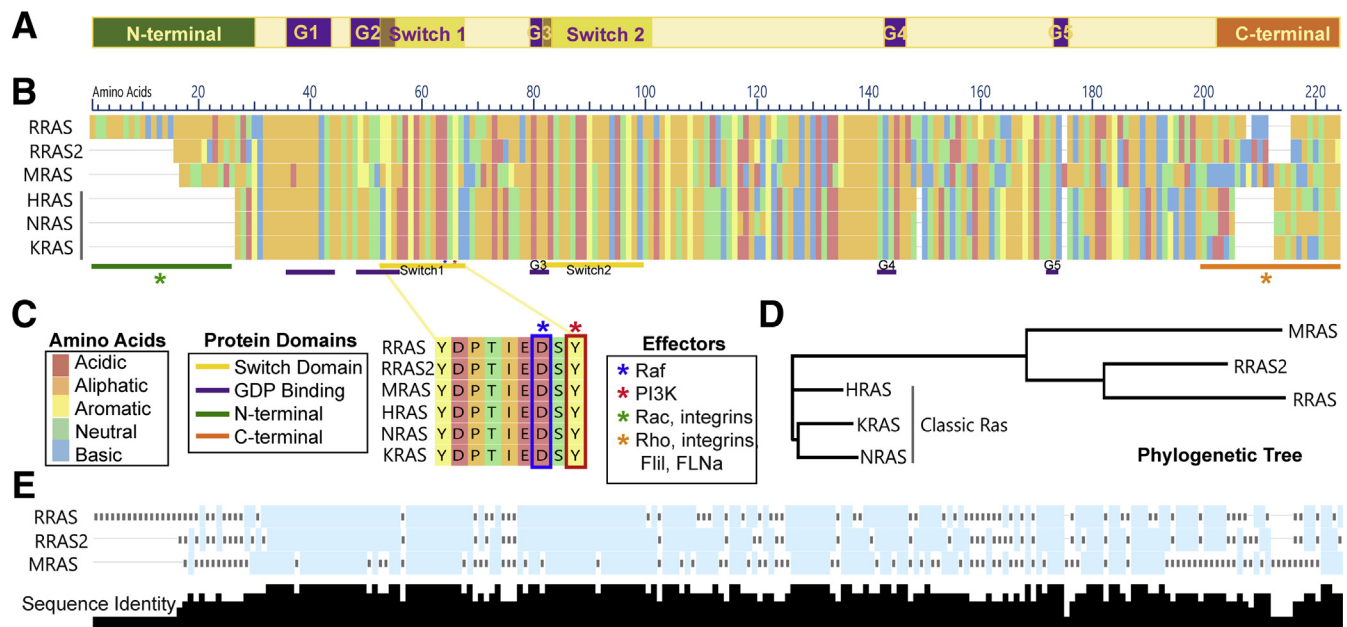 A
N-terminal G1 G2 Switch 1 G3 Switch 2 G4 G5 C-terminal
B
Amino Acids 20 40 60 80 100 120 140 160 180 200 220
RRAS
RRAS2
MRAS
HRAS
NRAS
KRAS
* Switch1 G3 Switch2 G4 G5 *
C
Amino Acids
Acidic
Aliphatic
Aromatic
Neutral
Basic
Protein Domains
Switch Domain
GDP Binding
N-terminal
C-terminal
* *
RRAS Y D P T I E D S Y
RRAS2 Y D P T I E D S Y
MRAS Y D P T I E D S Y
HRAS Y D P T I E D S Y
NRAS Y D P T I E D S Y
KRAS Y D P T I E D S Y
Effectors
* Raf
* PI3K
* Rac, integrins
* Rho, integrins,
FliI, FLNa
D
MRAS
RRAS2
RRAS
HRAS
KRAS
NRAS
Classic Ras
Phylogenetic Tree
E
RRAS
RRAS2
MRAS
Sequence Identity